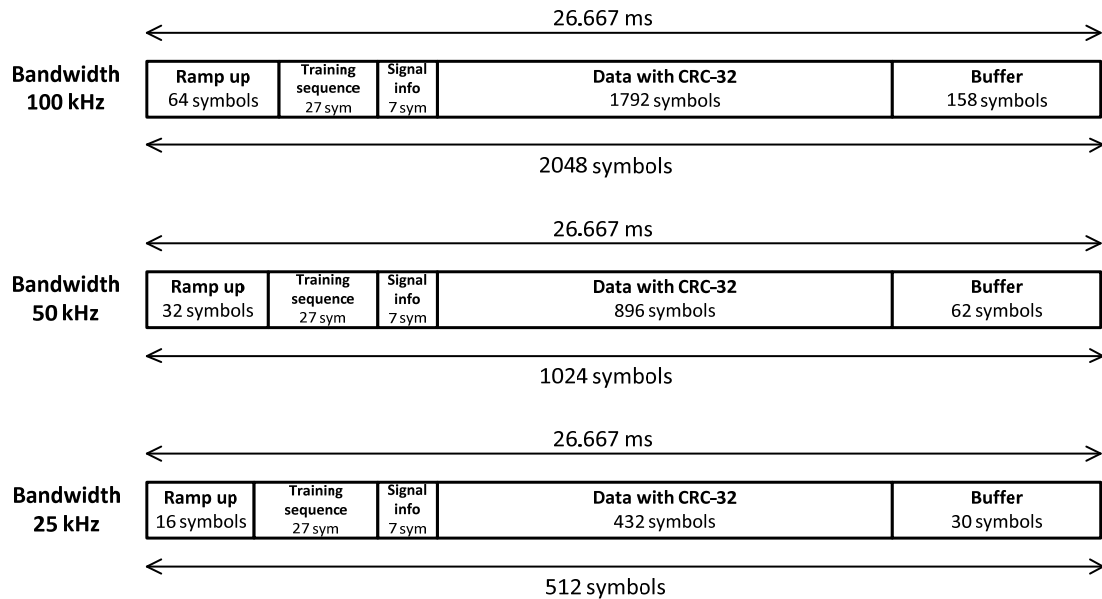 26.667 ms
Bandwidth
100 kHz
Ramp up
64 symbols
Training
sequence
27 sym
Signal
info
7 sym
Data with CRC-32
1792 symbols
Buffer
158 symbols
2048 symbols
26.667 ms
Bandwidth
50 kHz
Ramp up
32 symbols
Training
sequence
27 sym
Signal
info
7 sym
Data with CRC-32
896 symbols
Buffer
62 symbols
1024 symbols
26.667 ms
Bandwidth
25 kHz
Ramp up
16 symbols
Training
sequence
27 sym
Signal
info
7 sym
Data with CRC-32
432 symbols
Buffer
30 symbols
512 symbols